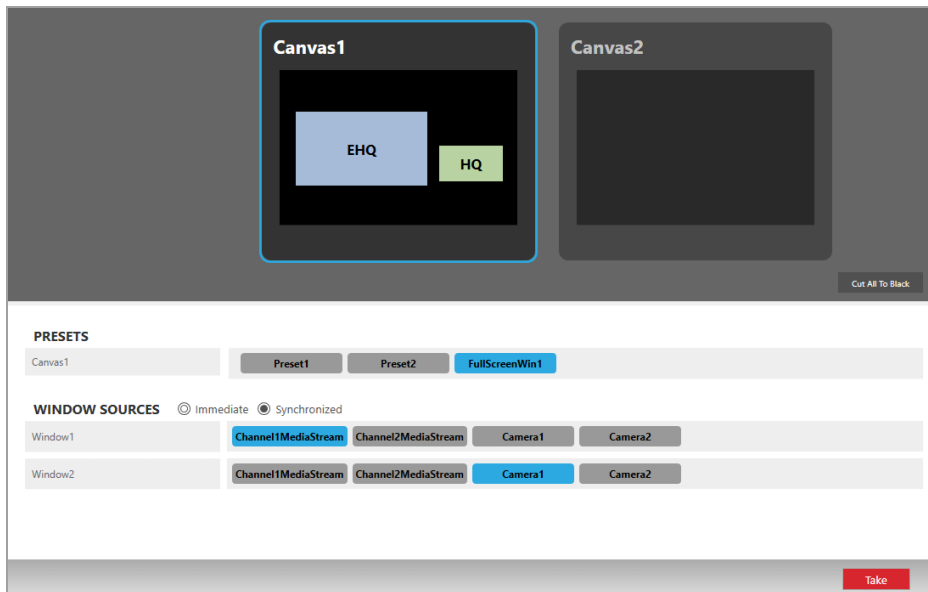 Canvas1
Canvas2
EHQ
HQ
Cut All To Black
PRESETS
Canvas1
Preset1
Preset2
FullScreenWin1
WINDOW SOURCES
Immediate
Synchronized
Window1
Channel1MediaStream
Channel2MediaStream
Camera1
Camera2
Window2
Channel1MediaStream
Channel2MediaStream
Camera1
Camera2
Take